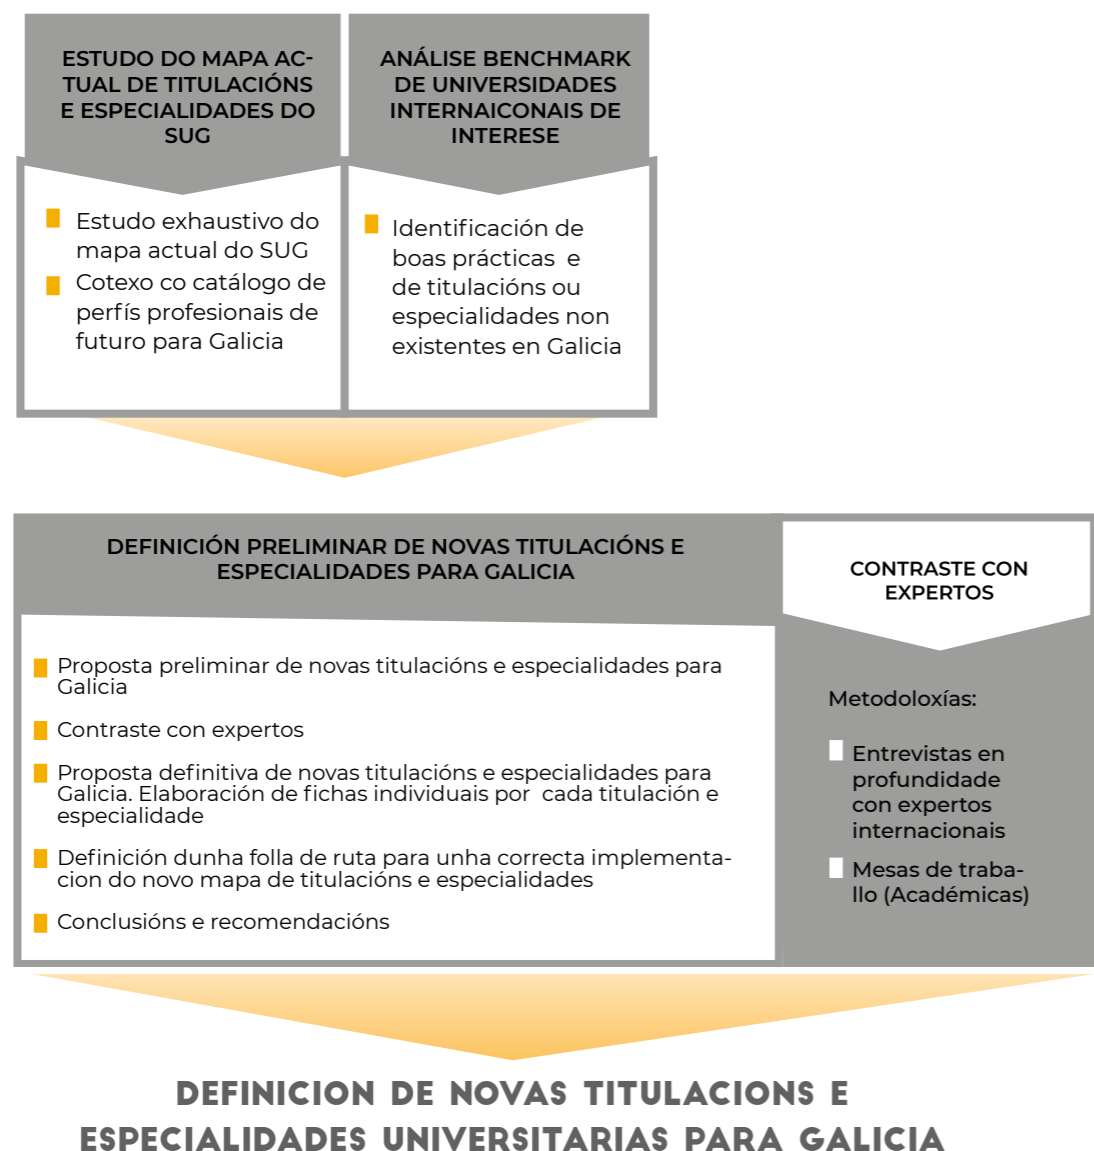 ESTUDO DO MAPA AC-
TUAL DE TITULACIÓNS
E ESPECIALIDADES DO
SUG
Estudo exhaustivo do
mapa actual do SUG
Cotexo co catálogo de
perfís profesionais de
futuro para Galicia
ANÁLISE BENCHMARK
DE UNIVERSIDADES
INTERNAICONAIS DE
INTERESE
Identificación de
boas prácticas e
de titulacións ou
especialidades non
existentes en Galicia
DEFINICIÓN PRELIMINAR DE NOVAS TITULACIÓNS E
ESPECIALIDADES PARA GALICIA
Proposta preliminar de novas titulacións e especialidades para
Galicia
Contraste con expertos
Proposta definitiva de novas titulacións e especialidades para
Galicia. Elaboración de fichas individuais por cada titulación e
especialidade
Definición dunha folla de ruta para unha correcta implementa-
cion do novo mapa de titulacións e especialidades
Conclusións e recomendacións
CONTRASTE CON
EXPERTOS
Metodoloxías:
Entrevistas en
profundidade
con expertos
internacionais
Mesas de traba-
llo (Académicas)
DEFINICION DE NOVAS TITULACIONS E
ESPECIALIDADES UNIVERSITARIAS PARA GALICIA